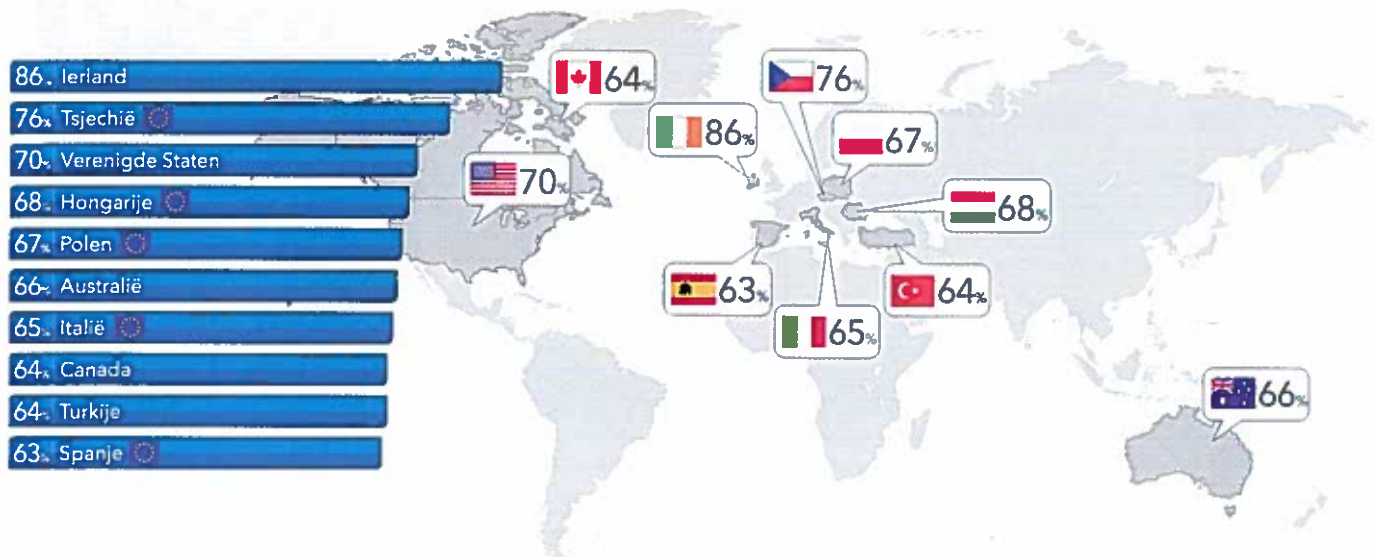 86% Ierland
76% Tsjechië
70% Verenigde Staten
68% Hongarije
67% Polen
66% Australië
65% Italië
64% Canada
64% Turkije
63% Spanje
64%
76%
86%
67%
70%
68%
63%
64%
65%
66%